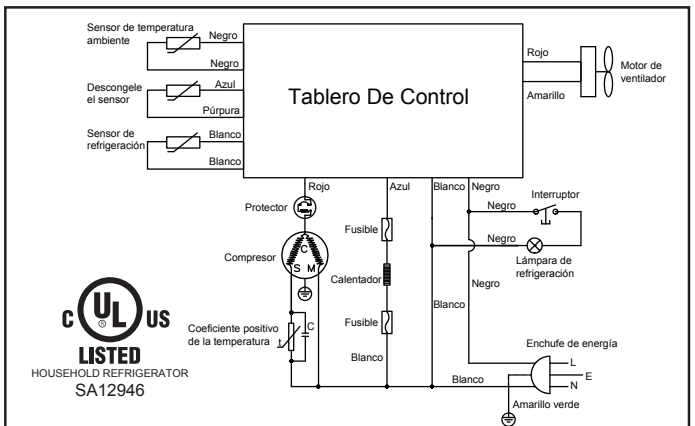 Sensor de temperatura
ambiente
Negro
Negro
Descongele
el sensor
Azul
Púrpura
Sensor de
refrigeración
Blanco
Blanco
Tablero De Control
Rojo
Amarillo
Motor de
ventilador
Rojo
Azul
Blanco
Negro
Protector
Compresor
C
S M
Coeficiente positivo
de la temperatura
t
C
Fusible
Calentador
Fusible
Blanco
Blanco
Negro
Negro
Interruptor
Negro
Lámpara de
refrigeración
Enchufe de energía
L
E
N
Blanco
Amarillo verde
C UL US
®
LISTED
HOUSEHOLD REFRIGERATOR
SA12946